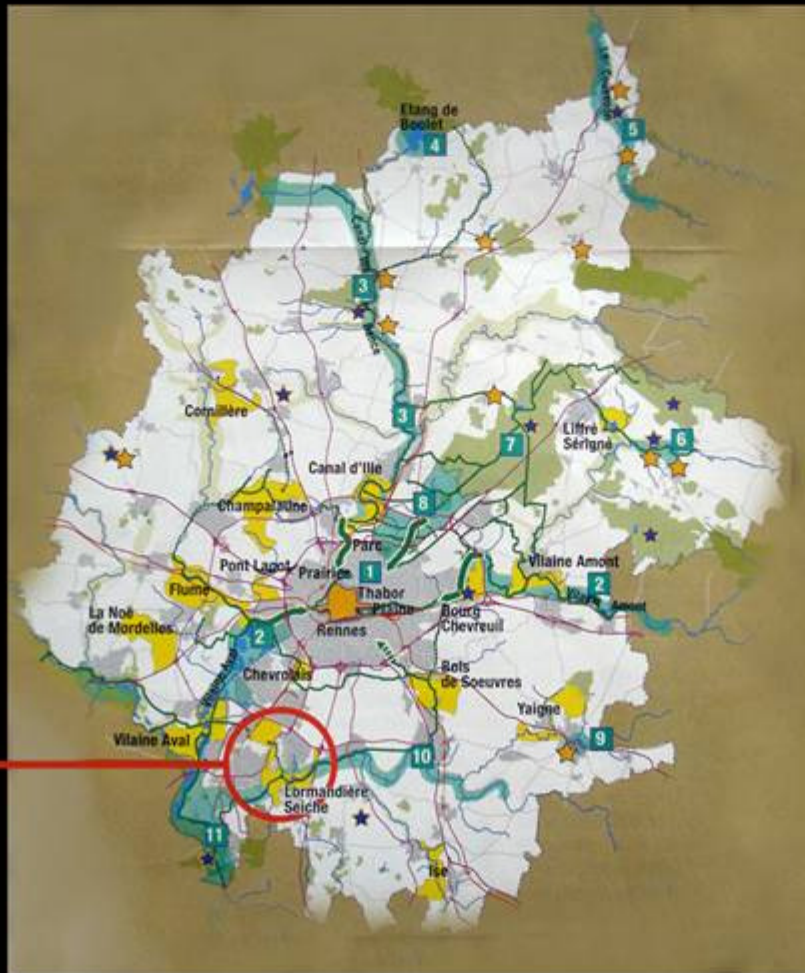 Etang de
Boulet
4
5
3
3
Cornillère
Liffré
Sérigné
6
7
Canal d'Ille
8
Champalaune
Parc
Pont Lagot
Prairies
1
Vilaine Amont
2
Flume
Thabor
La Noë
de Mordelles
Rennes
Bourg
Chevreuil
2
Chevrolais
Bois
de Soeuvres
Yaigne
Vilaine Aval
9
10
Lormandière
Seiche
11
Ise